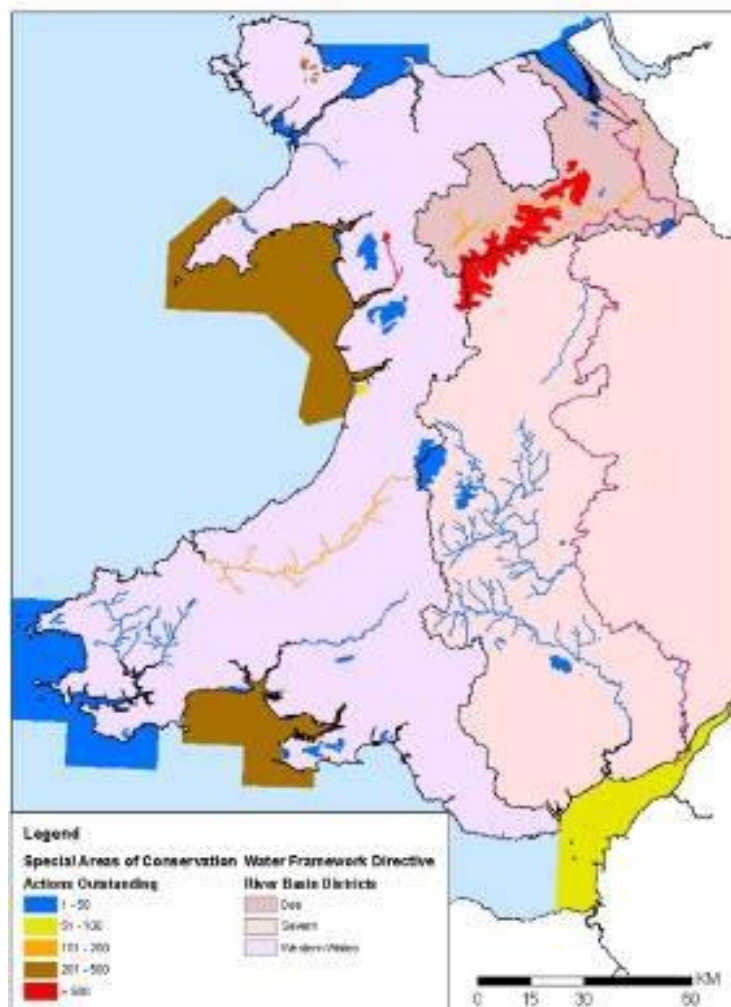 Legend
Special Areas of Conservation Water Framework Directive
Actions Outstanding River Basin Districts
1 - 50 Dee
51 - 100 Severn
101 - 200 Western Wales
201 - 500
> 500
KM
0 15 30 60